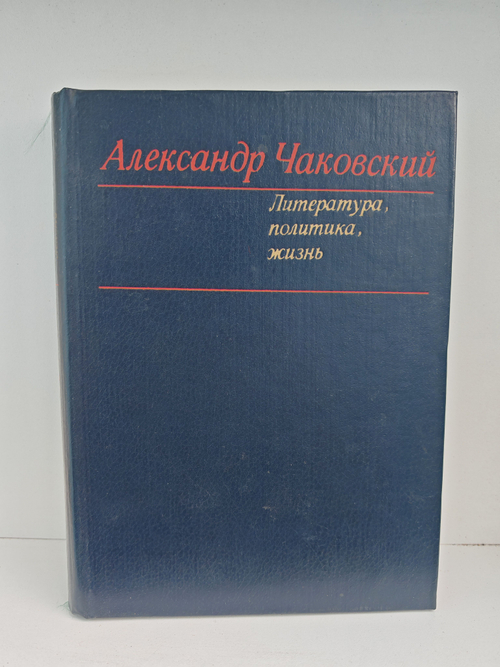 Александр Чаковский
Литература,
политика,
жизнь